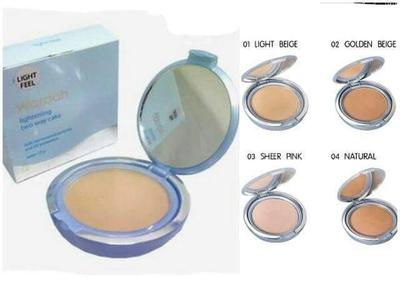 LIGHT
FEEL
Wardah
lightening
two way cake
01 LIGHT BEIGE
02 GOLDEN BEIGE
03 SHEER PINK
04 NATURAL